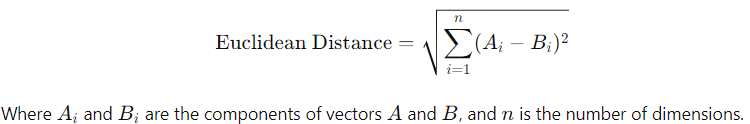 Euclidean Distance = √∑_{i=1}^{n}(A_i − B_i)²
Where A_i and B_i are the components of vectors A and B, and n is the number of dimensions.